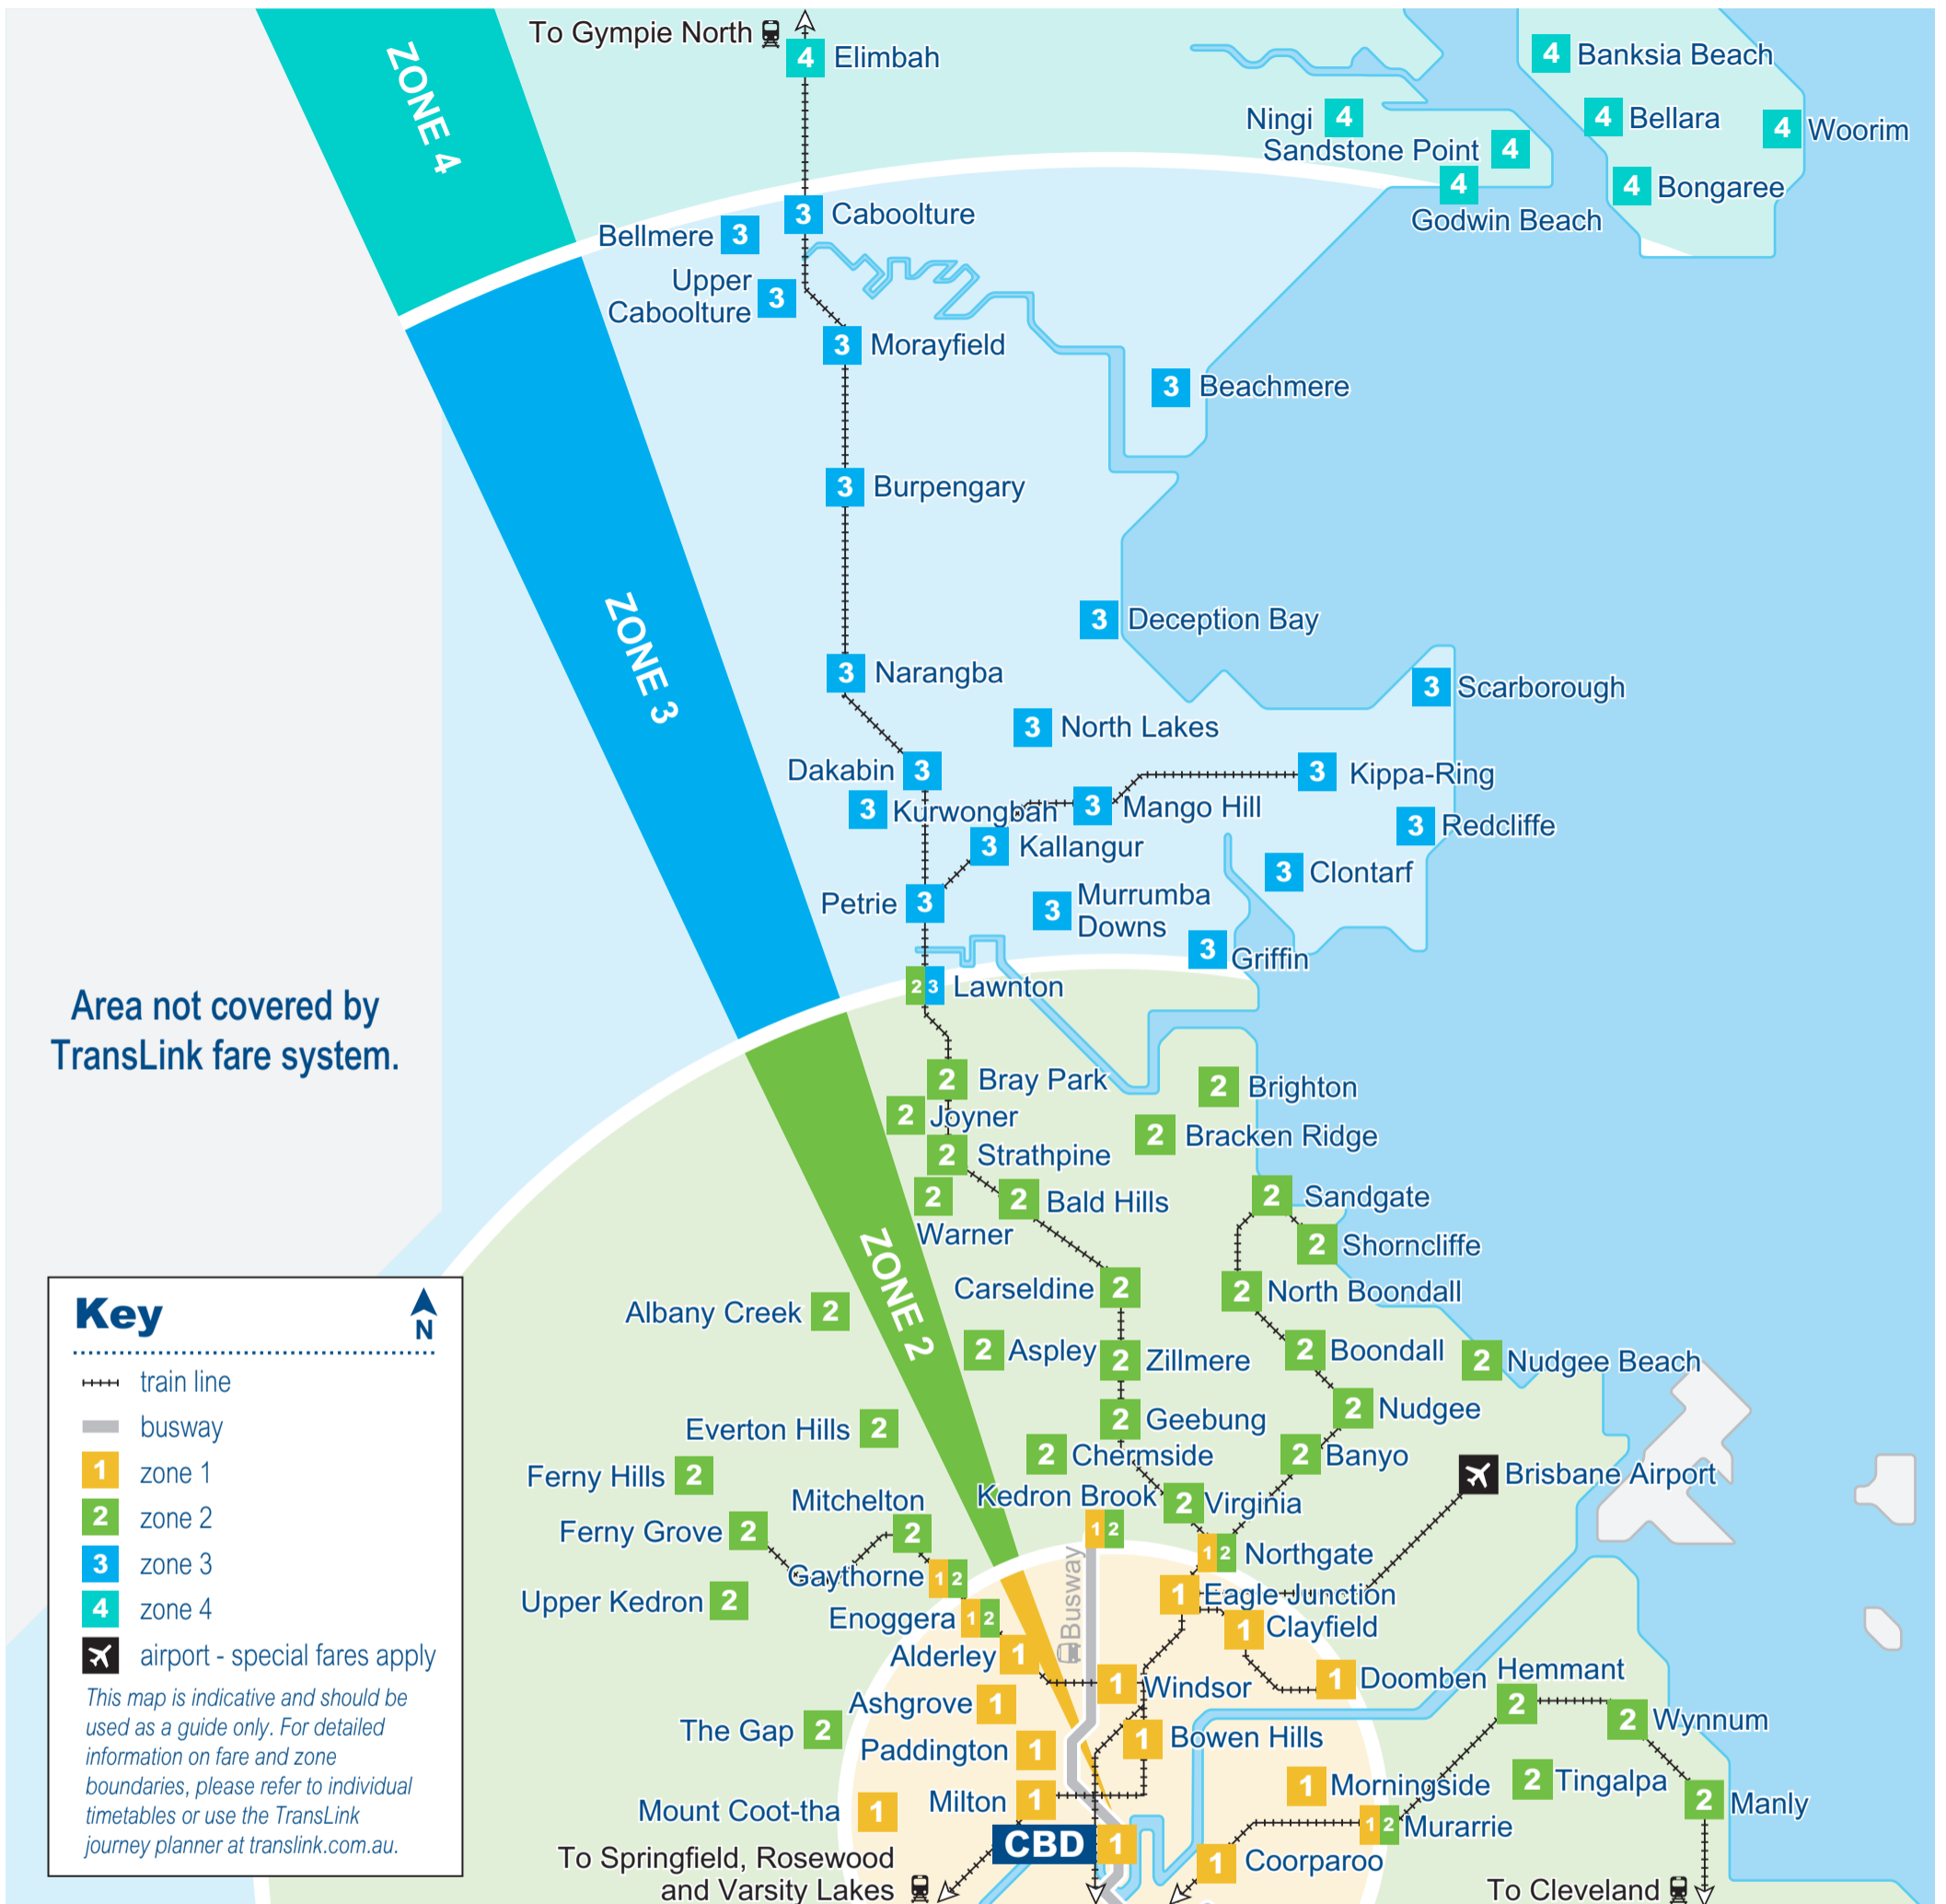 To Gympie North
ZONE 4
4 Elimbah
4 Banksia Beach
Ningi 4
4 Bellara
4 Woorim
Sandstone Point 4
4
Godwin Beach
4 Bongaree
3 Caboolture
Bellmere 3
Upper
Caboolture 3
3 Morayfield
3 Beachmere
3 Burpengary
ZONE 3
3 Deception Bay
3 Narangba
3 Scarborough
3 North Lakes
Dakabin 3
3 Kippa-Ring
3 Kurwongbah
3 Mango Hill
3 Redcliffe
3 Kallangur
3 Clontarf
Petrie 3
3 Murrumba
Downs
3 Griffin
2 3 Lawnton
Area not covered by
TransLink fare system.
2 Bray Park
2 Brighton
2 Joyner
2 Bracken Ridge
2 Strathpine
2
Warner
2 Bald Hills
2 Sandgate
2 Shorncliffe
ZONE 2
Carseldine 2
2 North Boondall
Albany Creek 2
2 Aspley
2 Zillmere
2 Boondall
2 Nudgee Beach
2 Geebung
2 Nudgee
Everton Hills 2
2 Chermside
2 Banyo
Ferny Hills 2
Brisbane Airport
Mitchelton
2
Kedron Brook
1 2
2 Virginia
Ferny Grove 2
1 2 Northgate
Gaythorne 1 2
Upper Kedron 2
1 Eagle Junction
Enoggera 1 2
Busway
1 Clayfield
Alderley 1
1 Windsor
1 Doomben
Hemmant
2
Ashgrove 1
2 Wynnum
The Gap 2
Paddington 1
1 Bowen Hills
1 Morningside
2 Tingalpa
Mount Coot-tha 1
Milton 1
1 2 Murarrie
2 Manly
CBD 1
1 Coorparoo
To Springfield, Rosewood
and Varsity Lakes
To Cleveland
Key
N
train line
busway
1 zone 1
2 zone 2
3 zone 3
4 zone 4
airport - special fares apply
This map is indicative and should be
used as a guide only. For detailed
information on fare and zone
boundaries, please refer to individual
timetables or use the TransLink
journey planner at translink.com.au.